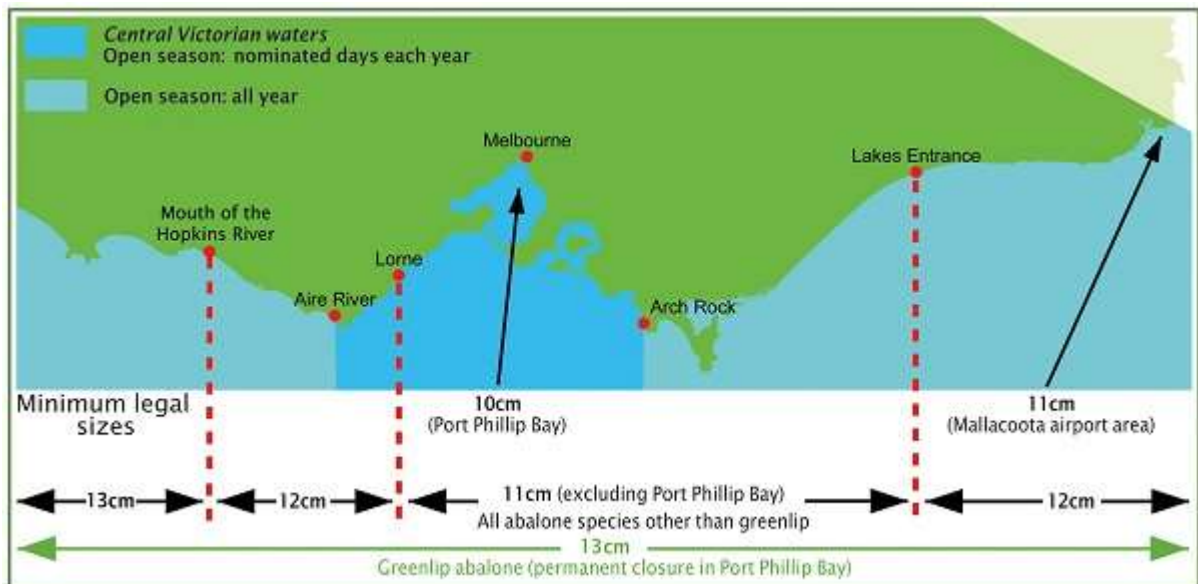 Central Victorian waters
Open season: nominated days each year
Open season: all year
Melbourne
Lakes Entrance
Mouth of the
Hopkins River
Lorne
Aire River
Arch Rock
Minimum legal
sizes
10cm
(Port Phillip Bay)
11cm
(Mallacoota airport area)
13cm
12cm
11cm (excluding Port Phillip Bay)
All abalone species other than greenlip
12cm
13cm
Greenlip abalone (permanent closure in Port Phillip Bay)